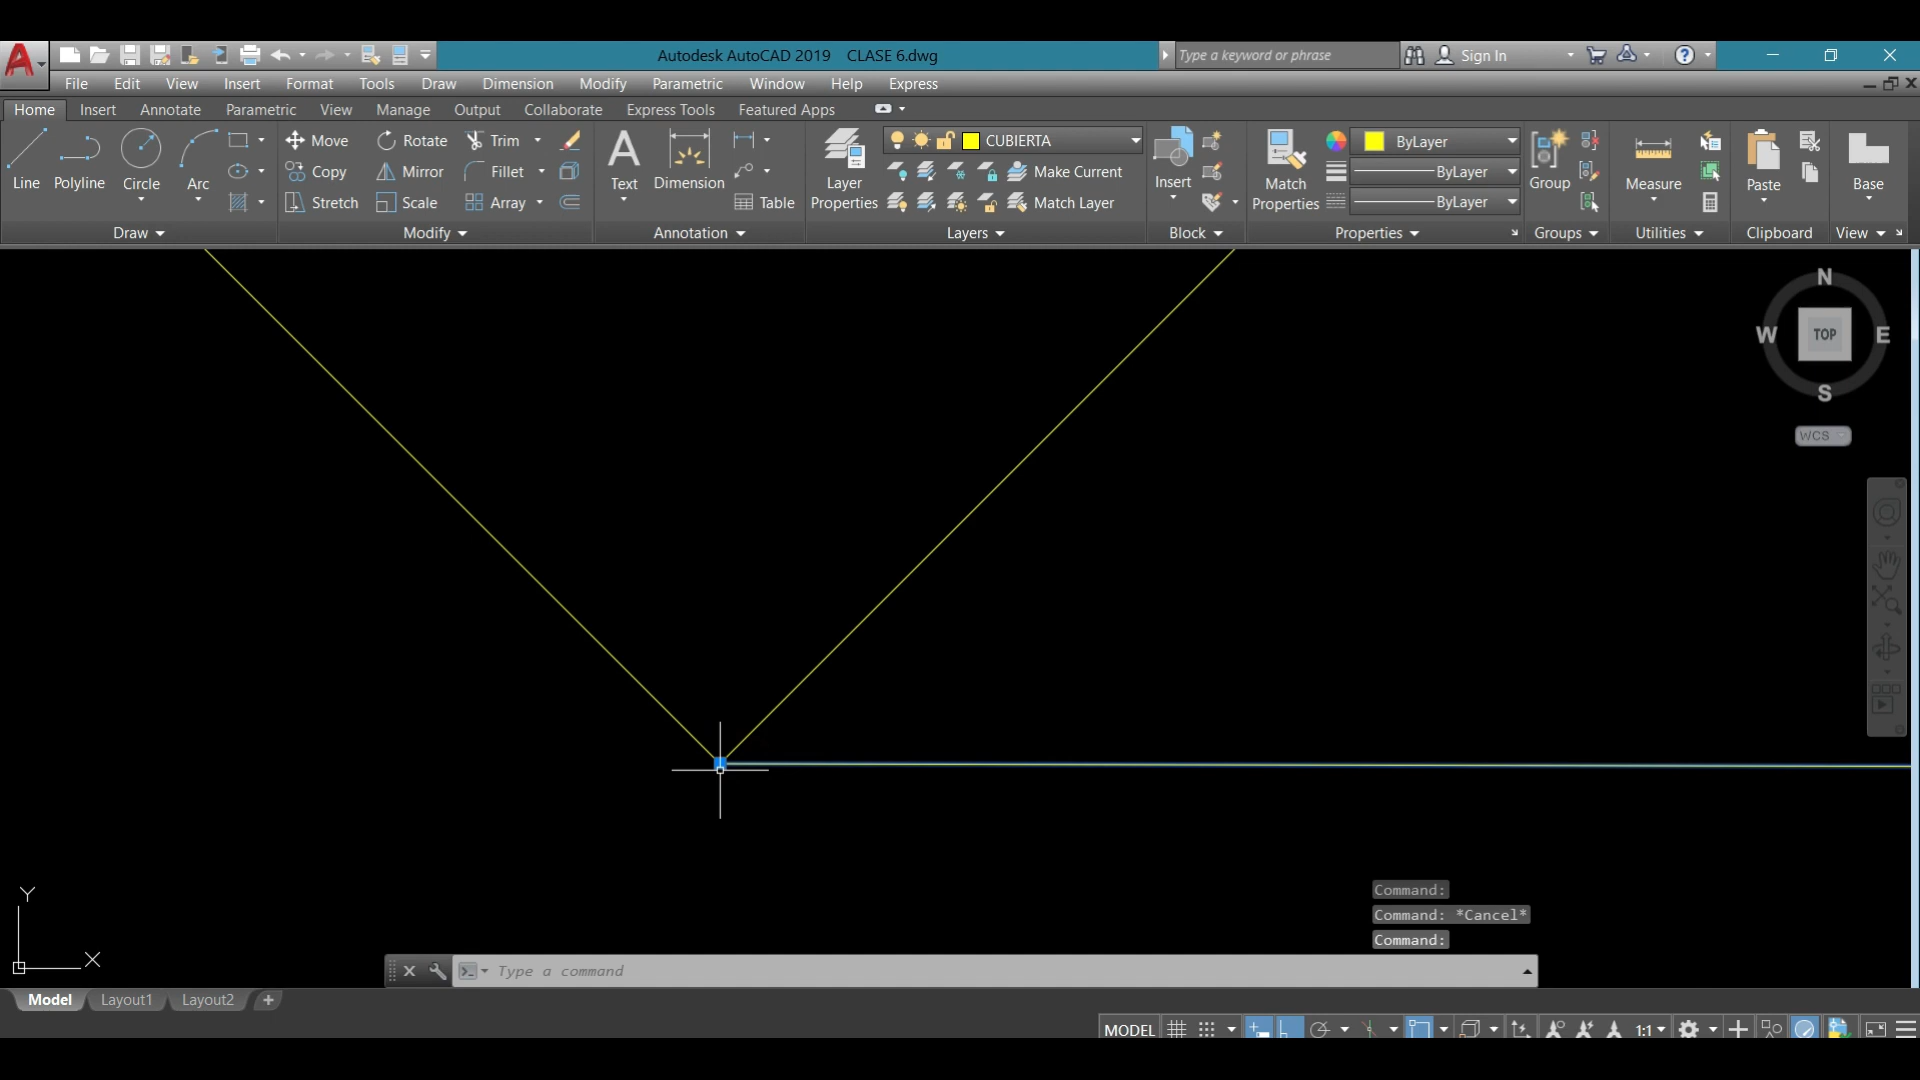 Autodesk AutoCAD 2019 CLASE 6.dwg
Type a keyword or phrase
Sign In
File Edit View Insert Format Tools Draw Dimension Modify Parametric Window Help Express
Home Insert Annotate Parametric View Manage Output Collaborate Express Tools Featured Apps
Line
Polyline
Circle
Arc
Draw
Move Rotate Trim
Copy Mirror Fillet
Stretch Scale Array
Modify
Text
Dimension
Table
Annotation
Layer
Properties
CUBIERTA
Make Current
Match Layer
Layers
Insert
Block
Match
Properties
ByLayer
ByLayer
ByLayer
Properties
Group
Groups
Measure
Utilities
Paste
Clipboard
Base
View
N
W TOP E
S
WCS
Y
X
Command:
Command: *Cancel*
Command:
Type a command
Model Layout1 Layout2
MODEL 1:1